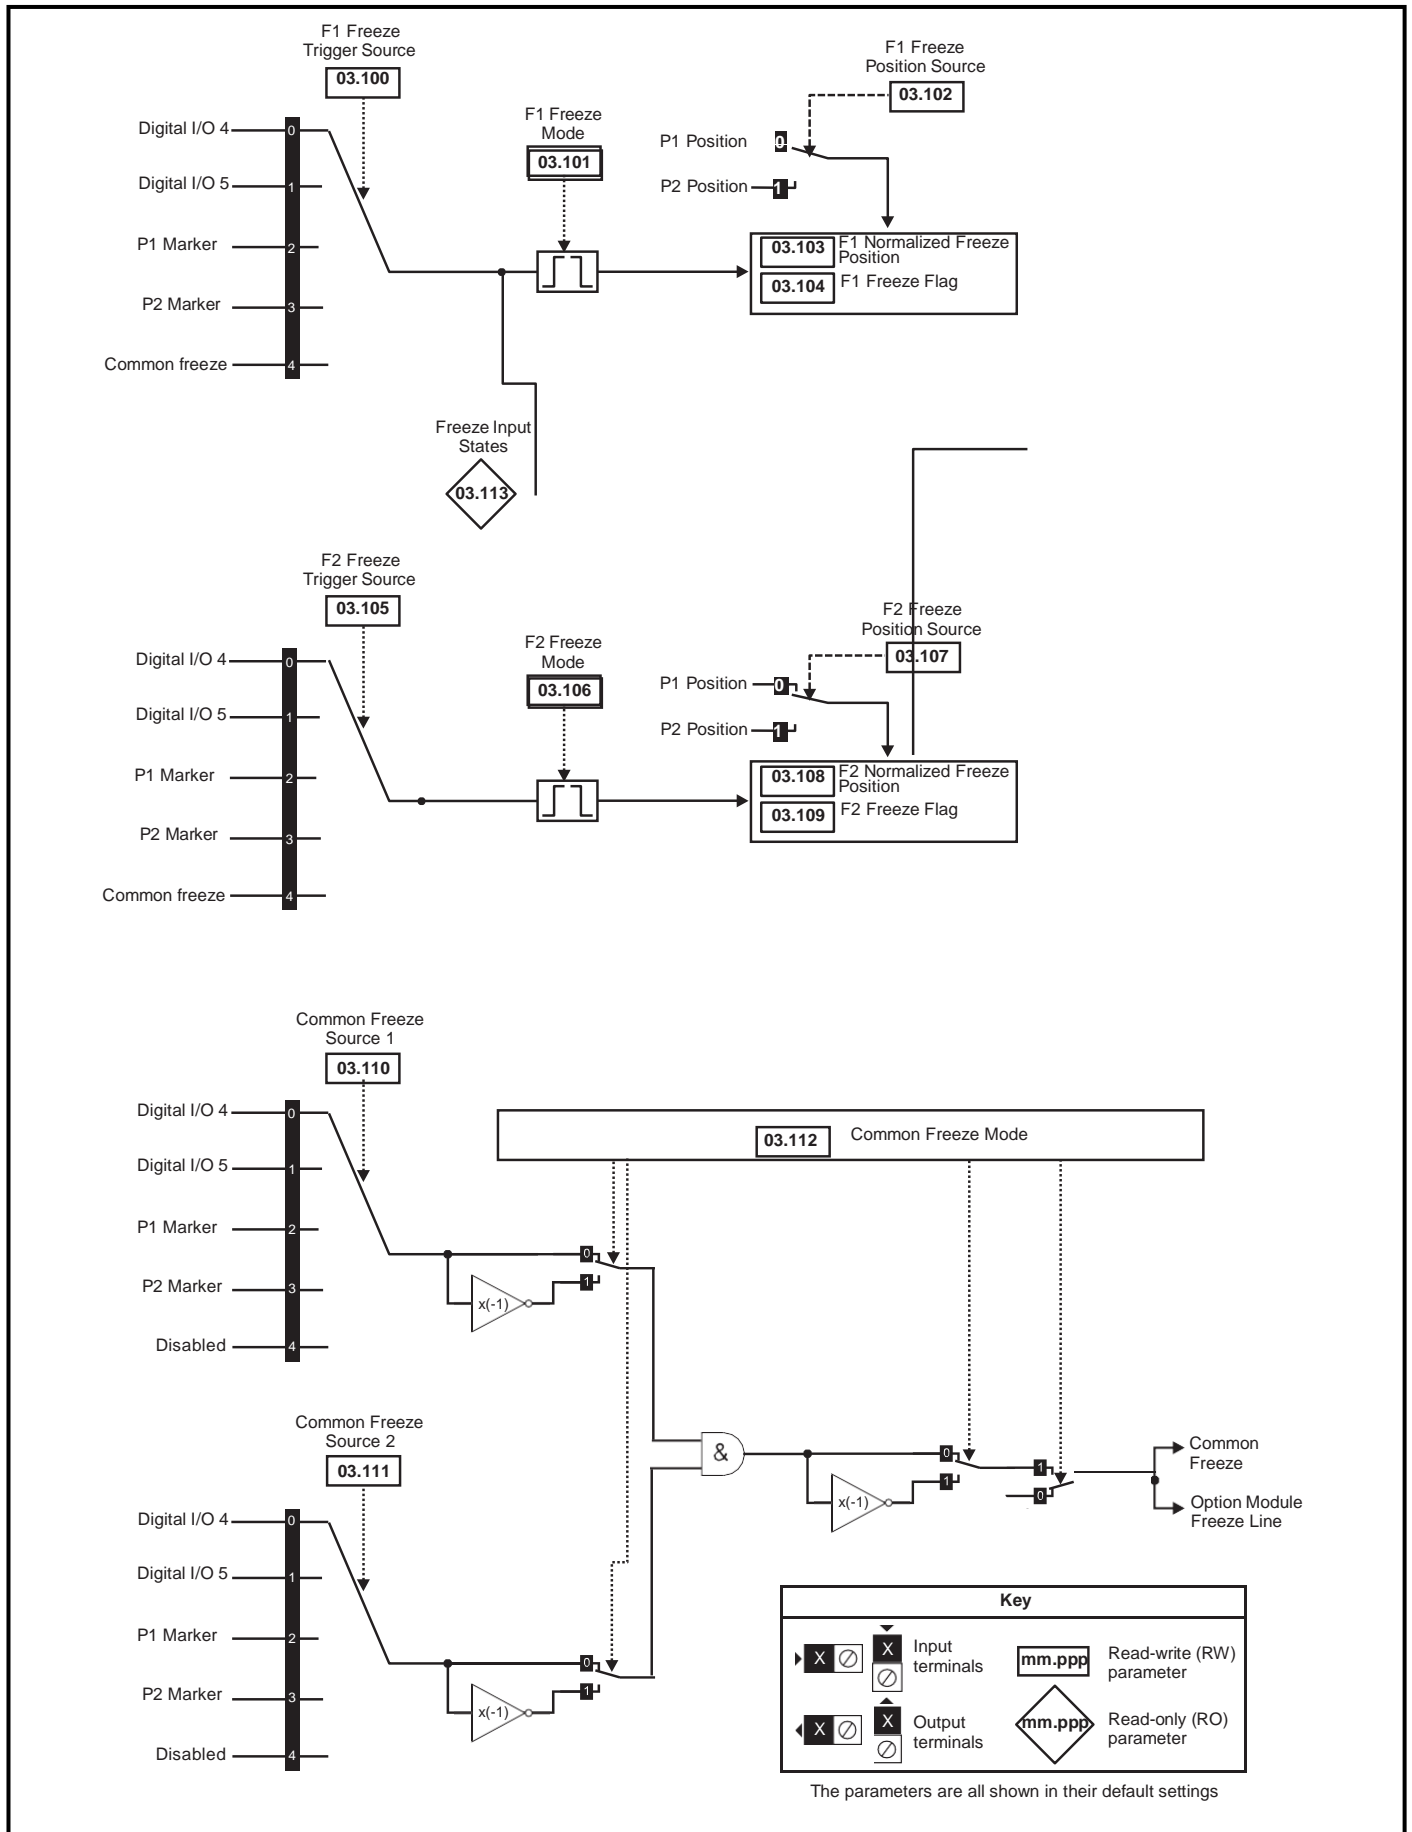 F1 Freeze
Trigger Source
03.100
F1 Freeze
Position Source
03.102
F1 Freeze
Mode
03.101
Digital I/O 4
0
Digital I/O 5
1
P1 Marker
2
P2 Marker
3
Common freeze
4
P1 Position
0
P2 Position
1
03.103
F1 Normalized Freeze
Position
03.104
F1 Freeze Flag
Freeze Input
States
03.113
F2 Freeze
Trigger Source
03.105
F2 Freeze
Position Source
03.107
F2 Freeze
Mode
03.106
Digital I/O 4
0
Digital I/O 5
1
P1 Marker
2
P2 Marker
3
Common freeze
4
P1 Position
0
P2 Position
1
03.108
F2 Normalized Freeze
Position
03.109
F2 Freeze Flag
Common Freeze
Source 1
03.110
Digital I/O 4
0
Digital I/O 5
1
P1 Marker
2
P2 Marker
3
Disabled
4
03.112
Common Freeze Mode
0
1
x(-1)
Common Freeze
Source 2
03.111
Digital I/O 4
0
Digital I/O 5
1
P1 Marker
2
P2 Marker
3
Disabled
4
0
1
x(-1)
&
0
1
x(-1)
1
0
Common
Freeze
Option Module
Freeze Line
Key
X
X
Input
terminals
mm.ppp
Read-write (RW)
parameter
X
X
Output
terminals
mm.ppp
Read-only (RO)
parameter
The parameters are all shown in their default settings